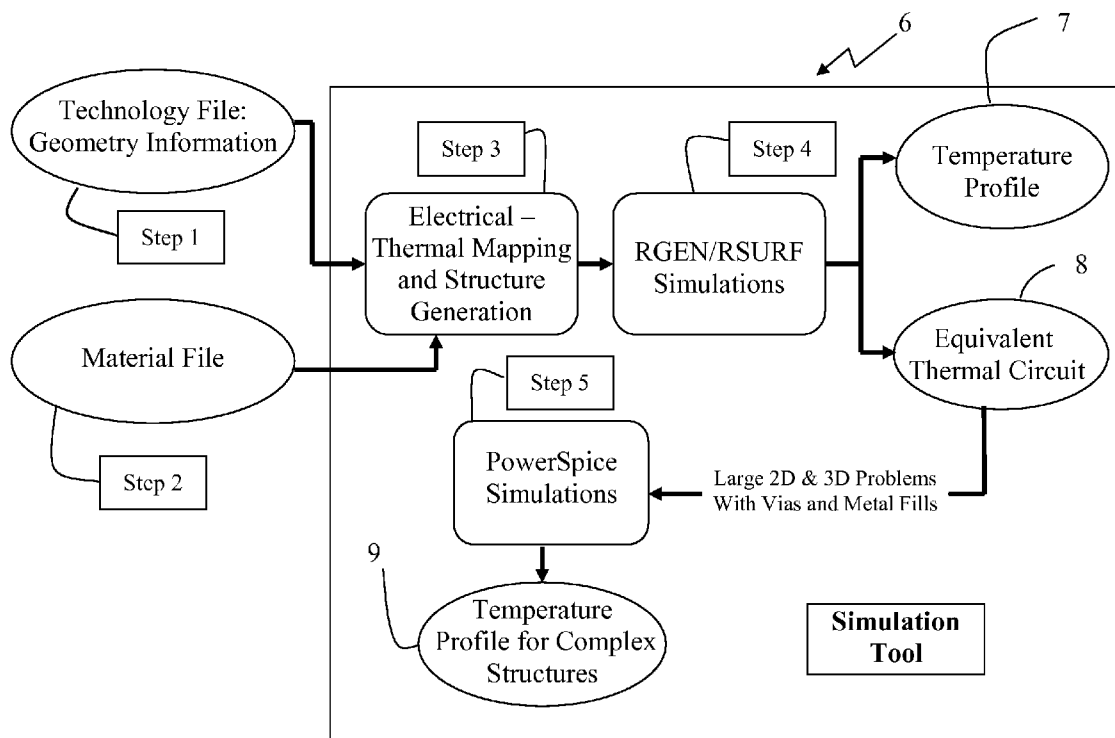 6
7
Technology File:
Geometry Information
Step 1
Step 3
Step 4
Temperature
Profile
Electrical –
Thermal Mapping
and Structure
Generation
RGEN/RSURF
Simulations
8
Material File
Step 2
Equivalent
Thermal Circuit
Step 5
PowerSpice
Simulations
Large 2D & 3D Problems
With Vias and Metal Fills
9
Temperature
Profile for Complex
Structures
Simulation
Tool